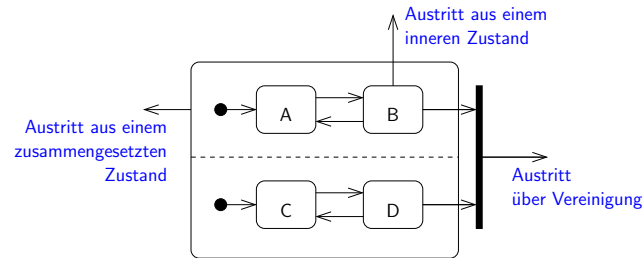 Austritt aus einem
inneren Zustand
A
B
Austritt aus einem
zusammengesetzten
Zustand
Austritt
über Vereinigung
C
D